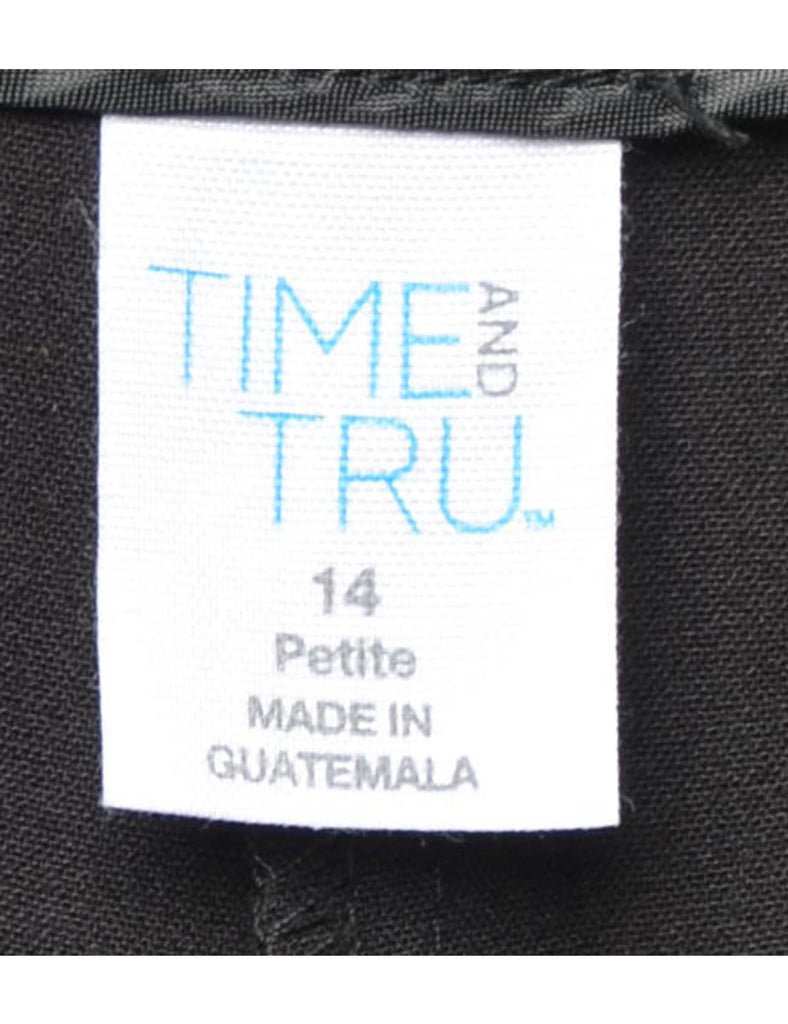 TIME AND
TRU™
14
Petite
MADE IN
GUATEMALA